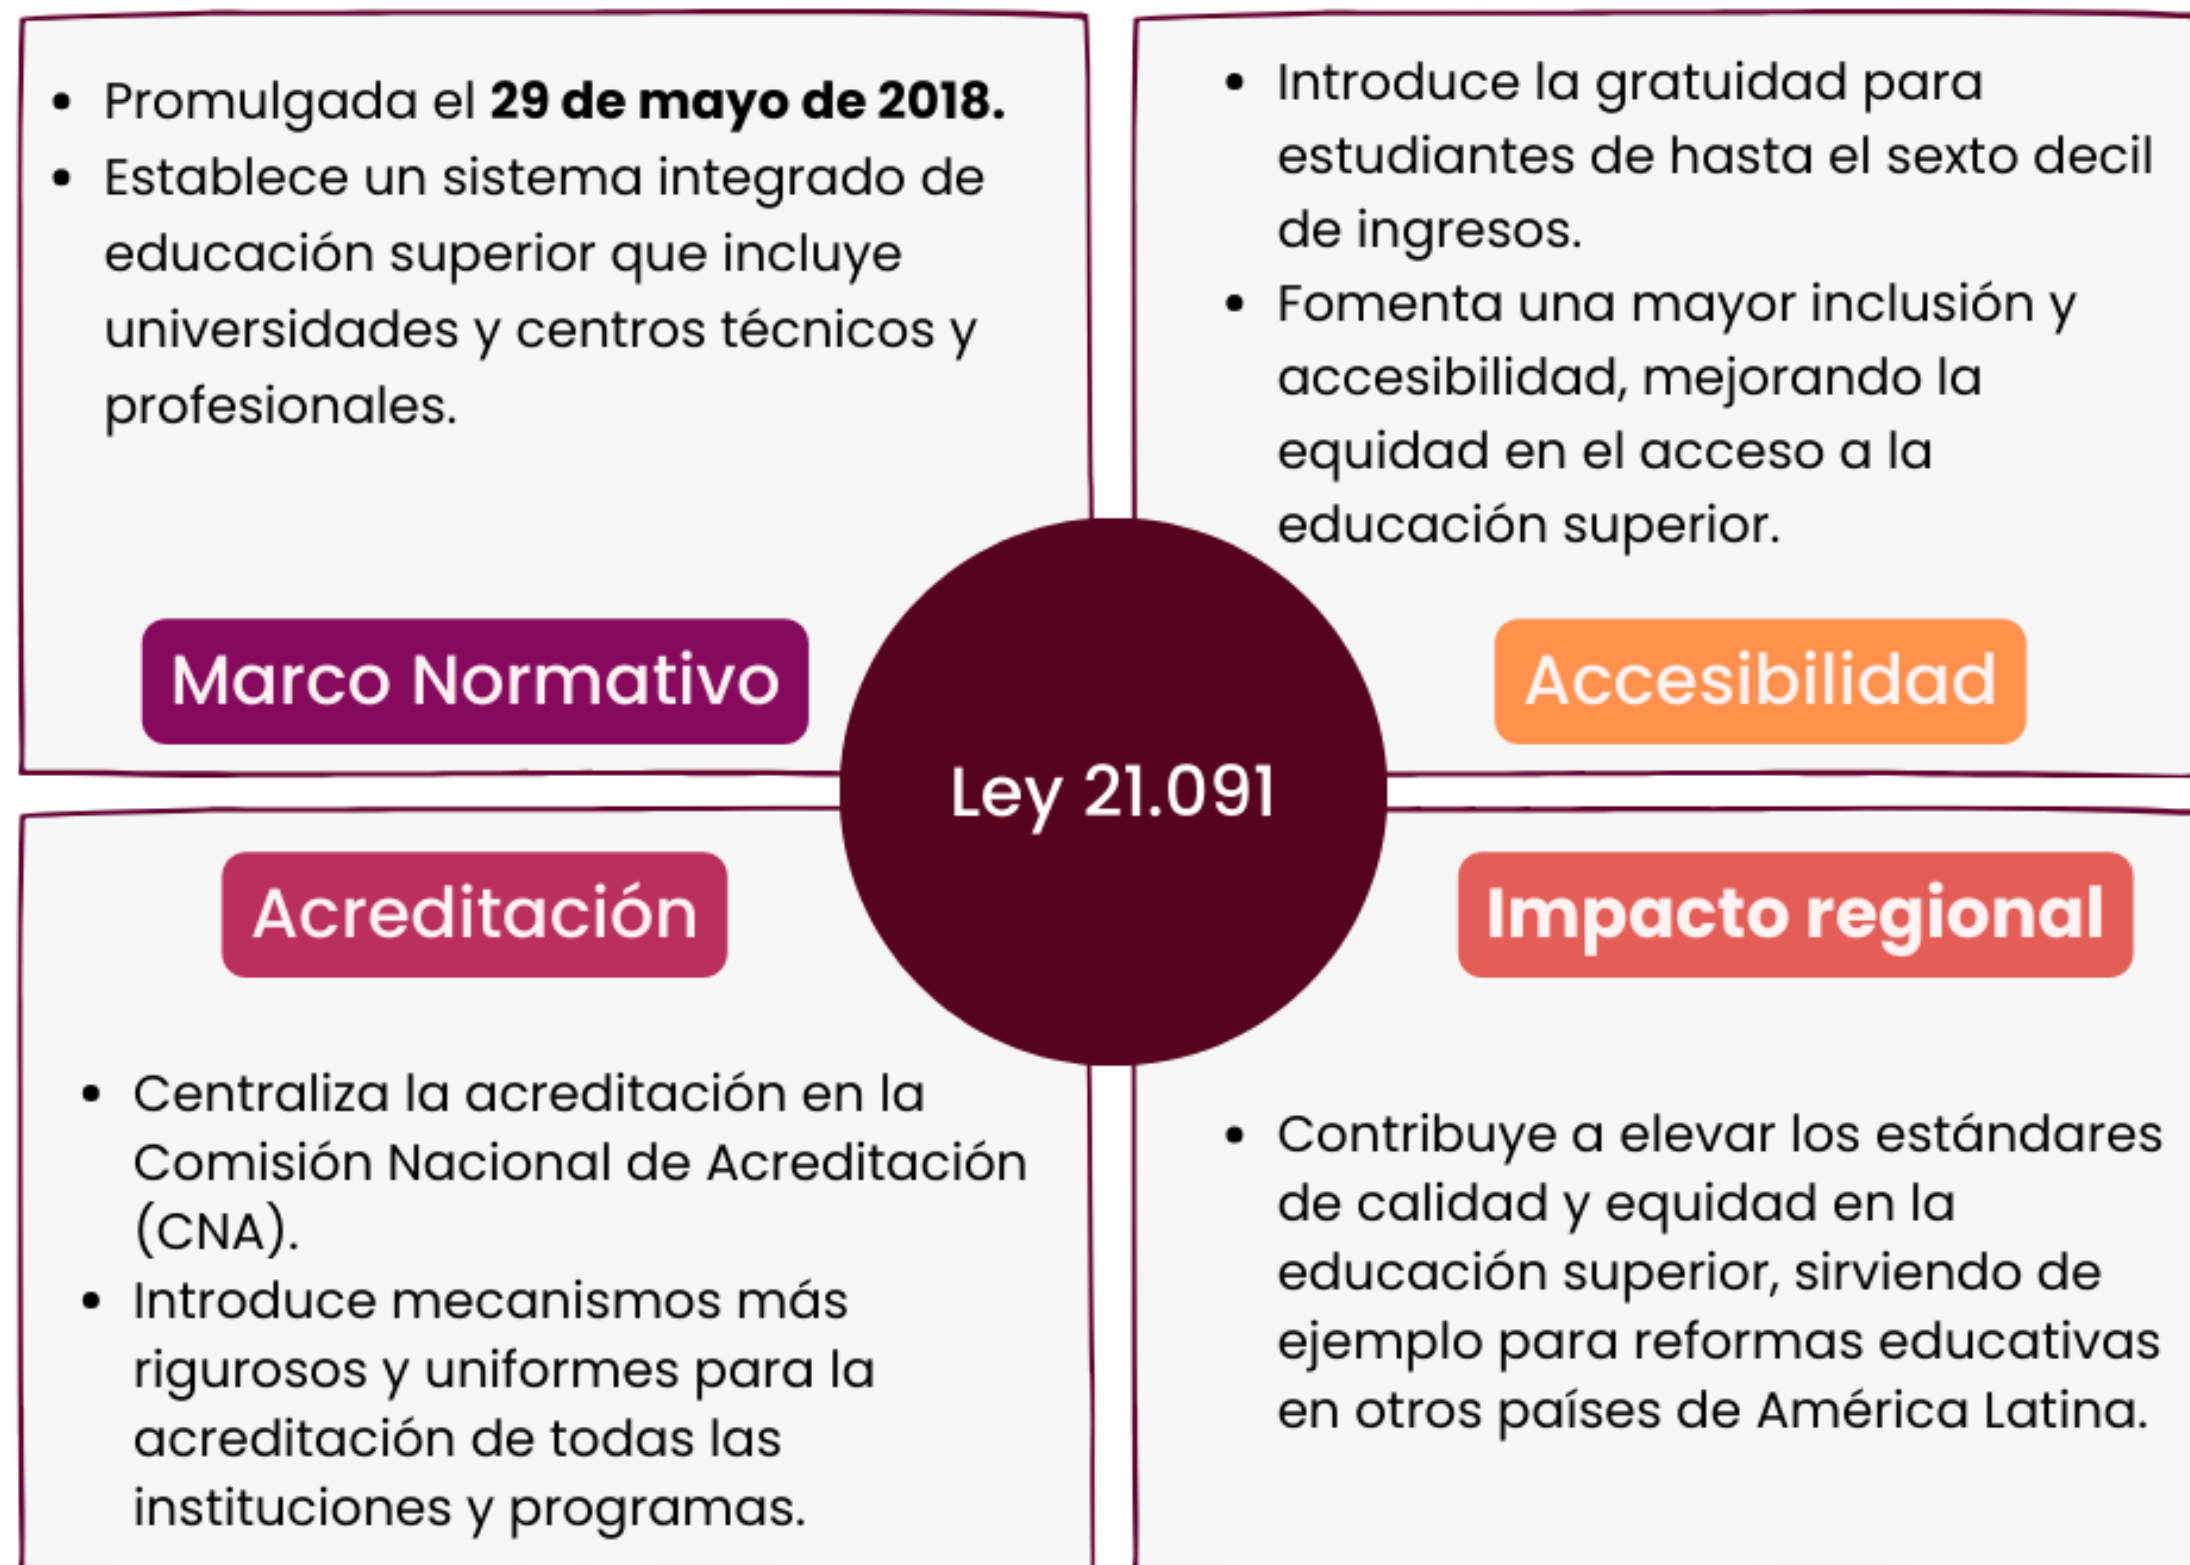 • Promulgada el 29 de mayo de 2018.
• Establece un sistema integrado de
educación superior que incluye
universidades y centros técnicos y
profesionales.
Marco Normativo
• Introduce la gratuidad para
estudiantes de hasta el sexto decil
de ingresos.
• Fomenta una mayor inclusión y
accesibilidad, mejorando la
equidad en el acceso a la
educación superior.
Accesibilidad
Ley 21.091
Acreditación
• Centraliza la acreditación en la
Comisión Nacional de Acreditación
(CNA).
• Introduce mecanismos más
rigurosos y uniformes para la
acreditación de todas las
instituciones y programas.
Impacto regional
• Contribuye a elevar los estándares
de calidad y equidad en la
educación superior, sirviendo de
ejemplo para reformas educativas
en otros países de América Latina.